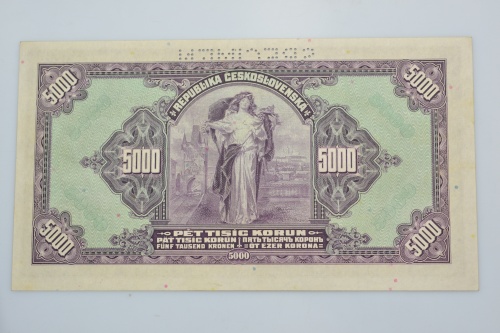 SPECIMEN
5000 5000
REPUBLIKA ČESKOSLOVENSKÁ
5000 5000
PĚT TISÍC KORUN
PÄŤ TISÍC KORÚN ПЯТЬ ТЫСЯЧЪ КОРОНЪ
FÜNF TAUSEND KRONEN ÖT EZER KORONA
5000 5000 5000